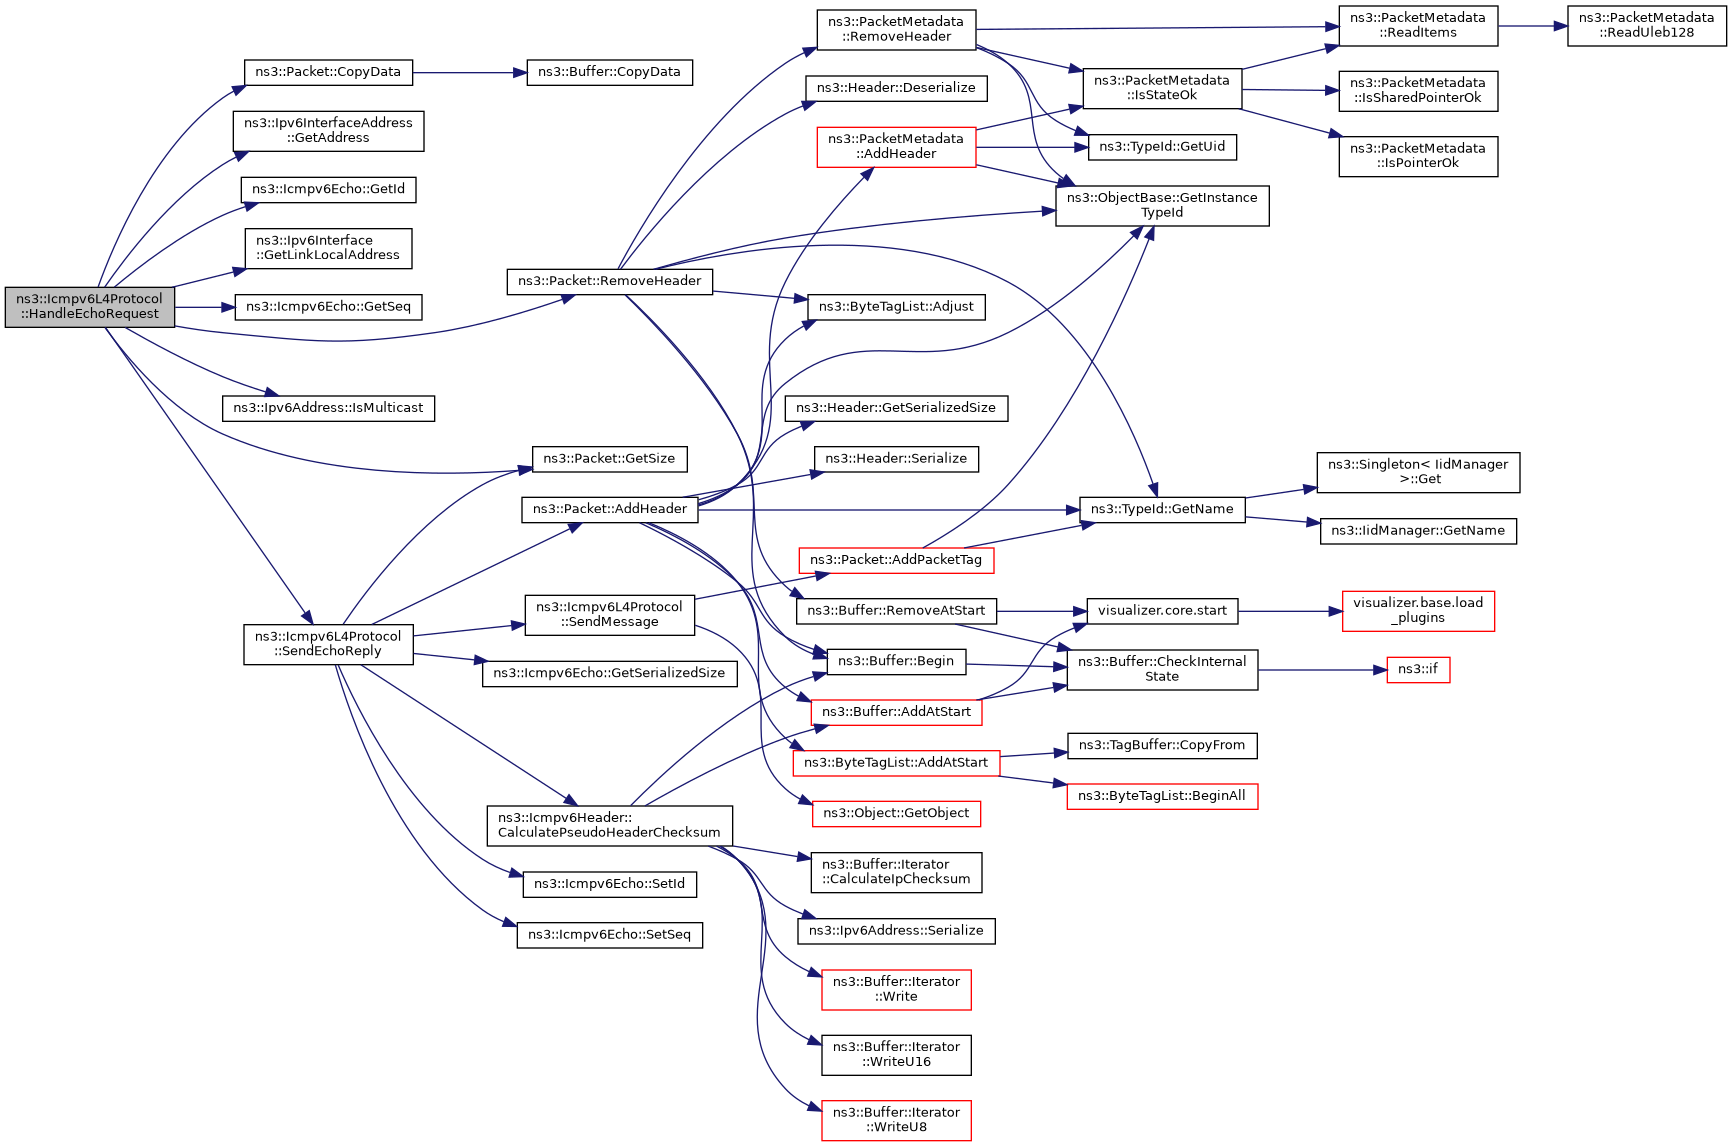 ns3::Icmpv6L4Protocol
::HandleEchoRequest
ns3::Packet::CopyData
ns3::Ipv6InterfaceAddress
::GetAddress
ns3::Icmpv6Echo::GetId
ns3::Ipv6Interface
::GetLinkLocalAddress
ns3::Icmpv6Echo::GetSeq
ns3::Ipv6Address::IsMulticast
ns3::Icmpv6L4Protocol
::SendEchoReply
ns3::Buffer::CopyData
ns3::Packet::RemoveHeader
ns3::Packet::GetSize
ns3::Packet::AddHeader
ns3::Icmpv6L4Protocol
::SendMessage
ns3::Icmpv6Echo::GetSerializedSize
ns3::Icmpv6Header::
CalculatePseudoHeaderChecksum
ns3::Icmpv6Echo::SetId
ns3::Icmpv6Echo::SetSeq
ns3::PacketMetadata
::RemoveHeader
ns3::Header::Deserialize
ns3::PacketMetadata
::AddHeader
ns3::ByteTagList::Adjust
ns3::Header::GetSerializedSize
ns3::Header::Serialize
ns3::Packet::AddPacketTag
ns3::Buffer::RemoveAtStart
ns3::Buffer::Begin
ns3::Buffer::AddAtStart
ns3::ByteTagList::AddAtStart
ns3::Object::GetObject
ns3::Buffer::Iterator
::CalculateIpChecksum
ns3::Ipv6Address::Serialize
ns3::Buffer::Iterator
::Write
ns3::Buffer::Iterator
::WriteU16
ns3::Buffer::Iterator
::WriteU8
ns3::PacketMetadata
::IsStateOk
ns3::TypeId::GetUid
ns3::ObjectBase::GetInstance
TypeId
ns3::TypeId::GetName
visualizer.core.start
ns3::Buffer::CheckInternal
State
ns3::TagBuffer::CopyFrom
ns3::ByteTagList::BeginAll
ns3::PacketMetadata
::ReadItems
ns3::PacketMetadata
::IsSharedPointerOk
ns3::PacketMetadata
::IsPointerOk
ns3::Singleton< IidManager
>::Get
ns3::IidManager::GetName
visualizer.base.load
_plugins
ns3::if
ns3::PacketMetadata
::ReadUleb128